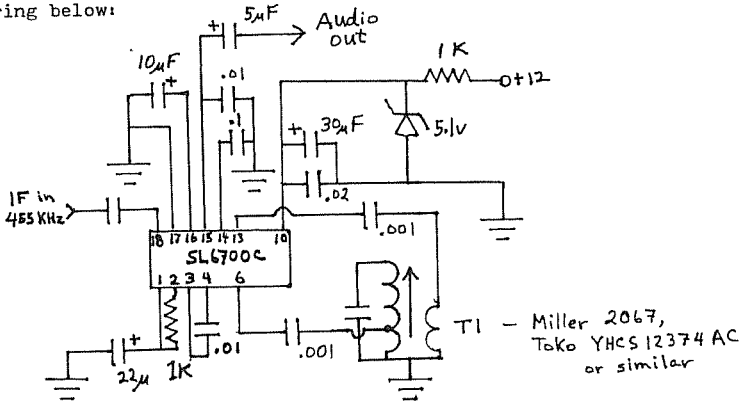 ring below:
5µF
Audio
out
10µF
1K
+12
.01
.1
30µF
5.1v
.02
IF in
455 KHz
.001
18 17 16 15 14 13 10
SL6700C
1 2 3 4 6
.01
.001
22µ
1K
T1 - Miller 2067,
Toko YHCS 12374 AC
or similar